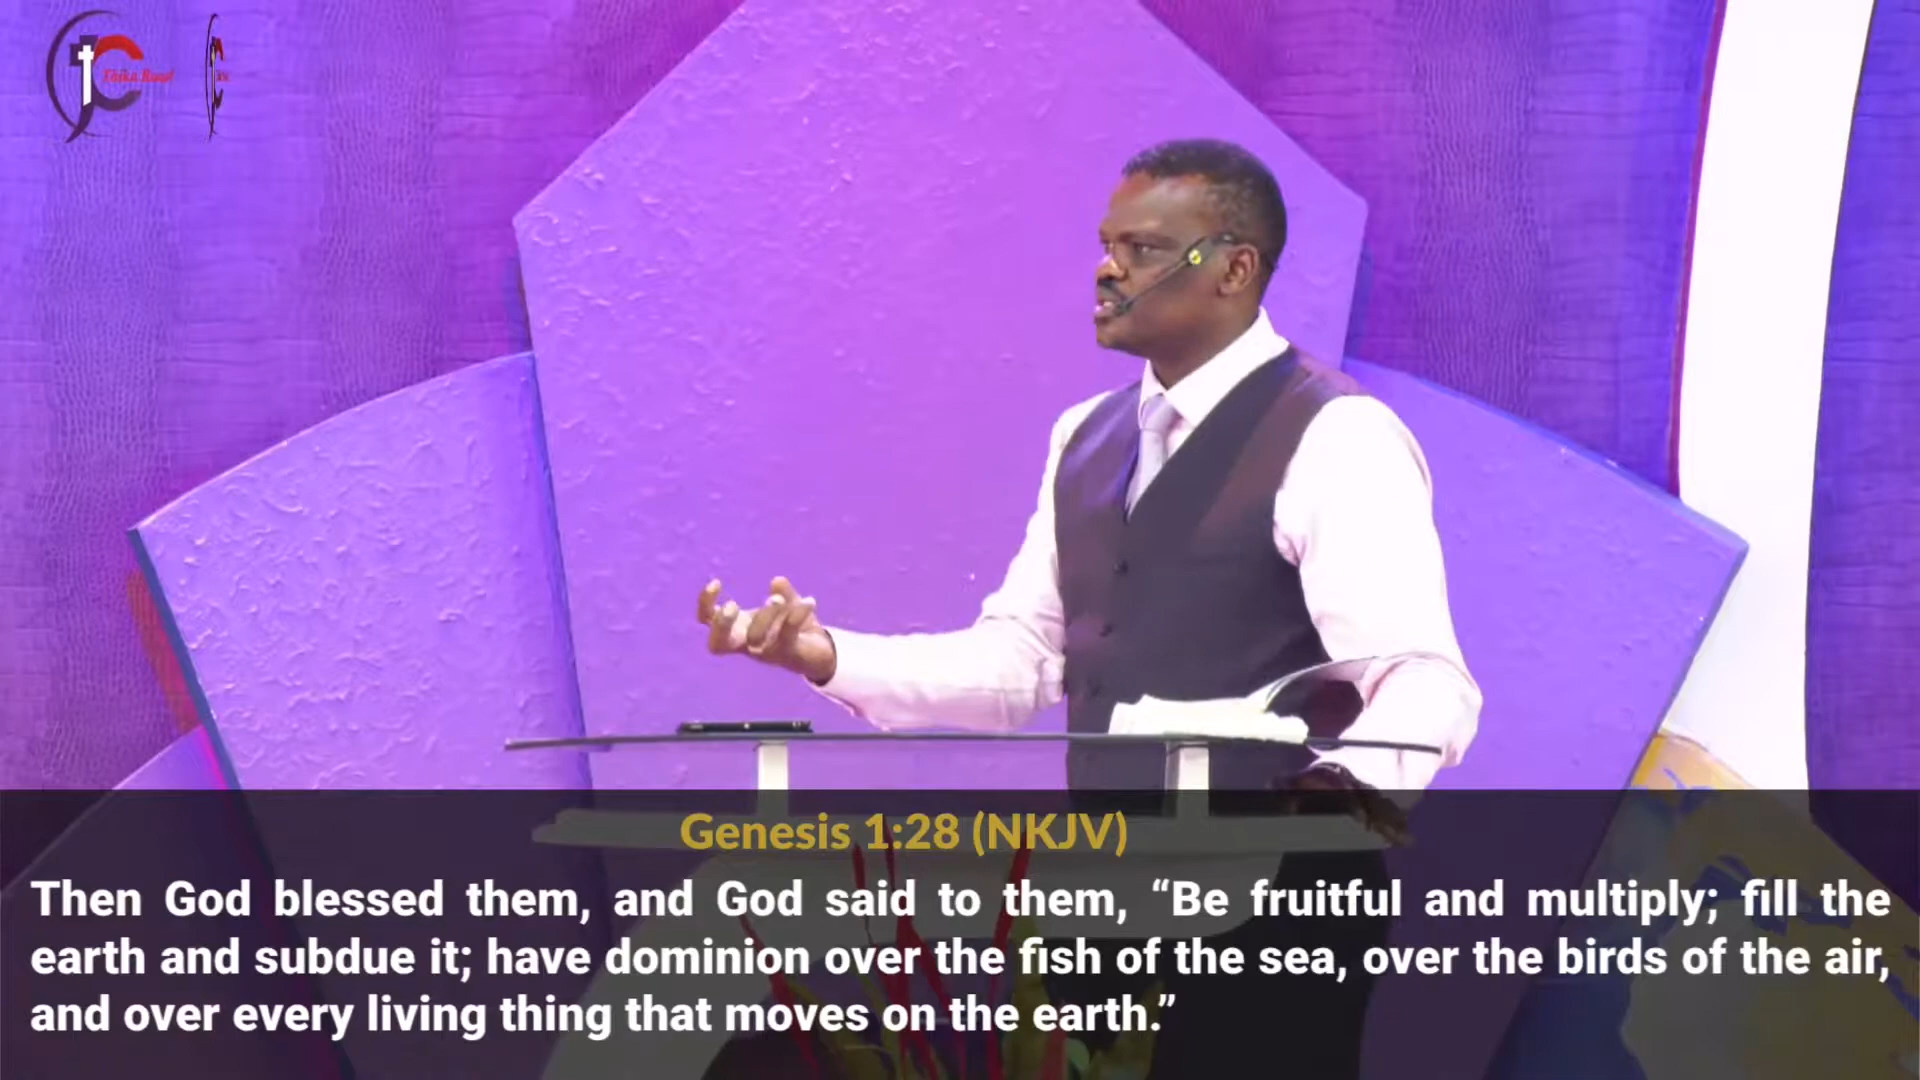 Thika Road
Genesis 1:28 (NKJV)
Then God blessed them, and God said to them, “Be fruitful and multiply; fill the
earth and subdue it; have dominion over the fish of the sea, over the birds of the air,
and over every living thing that moves on the earth.”